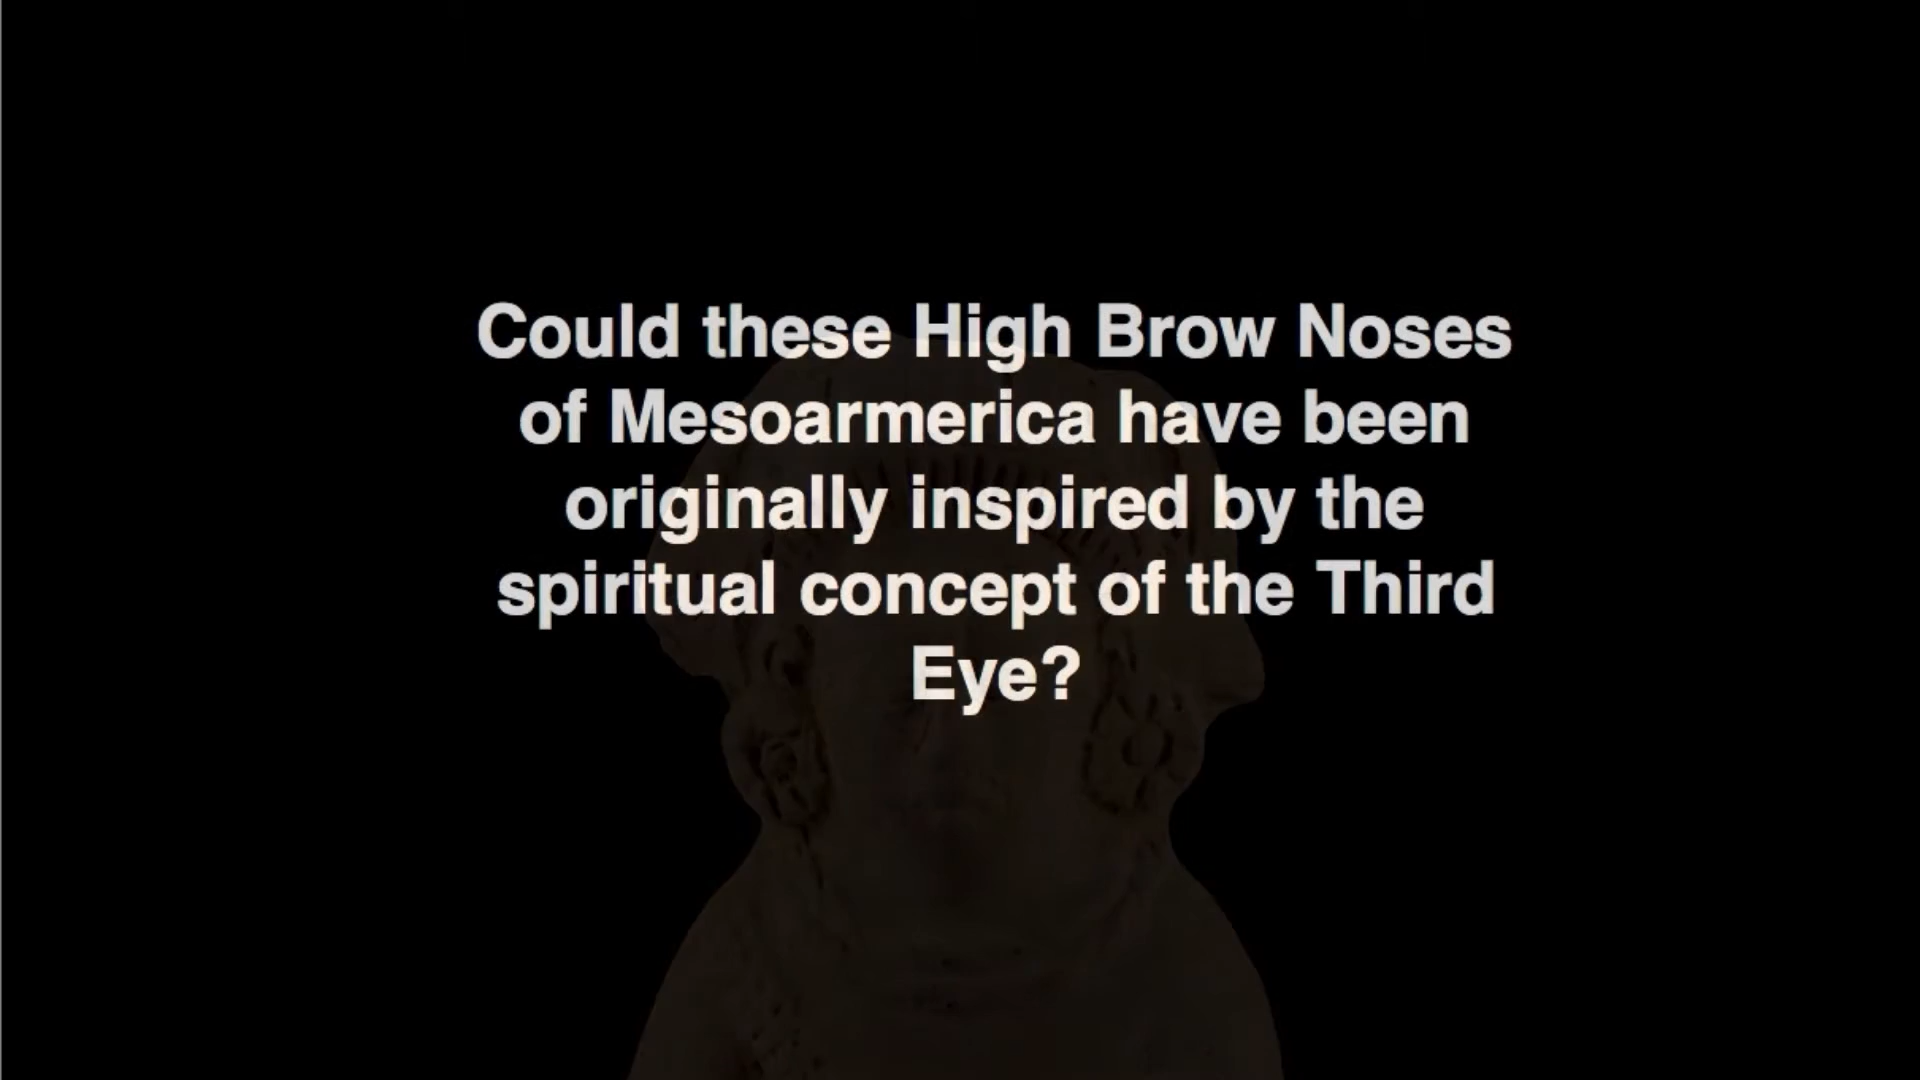 Could these High Brow Noses
of Mesoarmerica have been
originally inspired by the
spiritual concept of the Third
Eye?